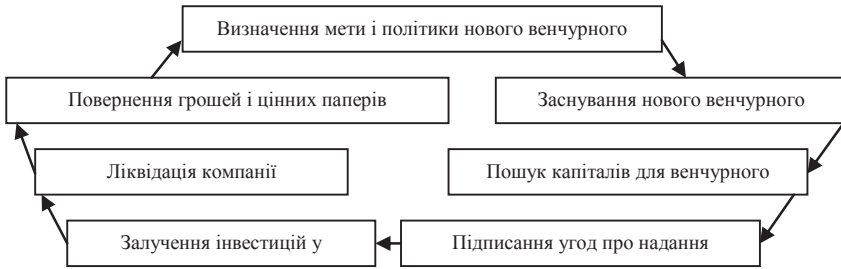 Визначення мети і політики нового венчурного
Повернення грошей і цінних паперів
Заснування нового венчурного
Ліквідація компанії
Пошук капіталів для венчурного
Залучення інвестицій у
Підписання угод про надання